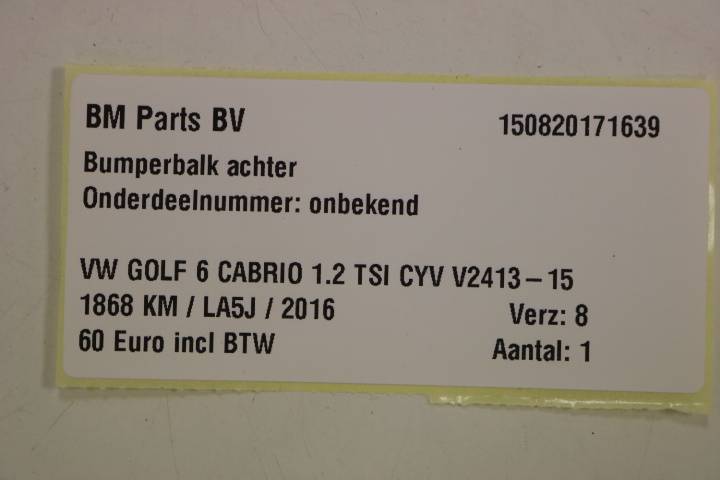 BM Parts BV 150820171639
Bumperbalk achter
Onderdeelnummer: onbekend
VW GOLF 6 CABRIO 1.2 TSI CYV V2413-15
1868 KM / LA5J / 2016 Verz: 8
60 Euro incl BTW Aantal: 1